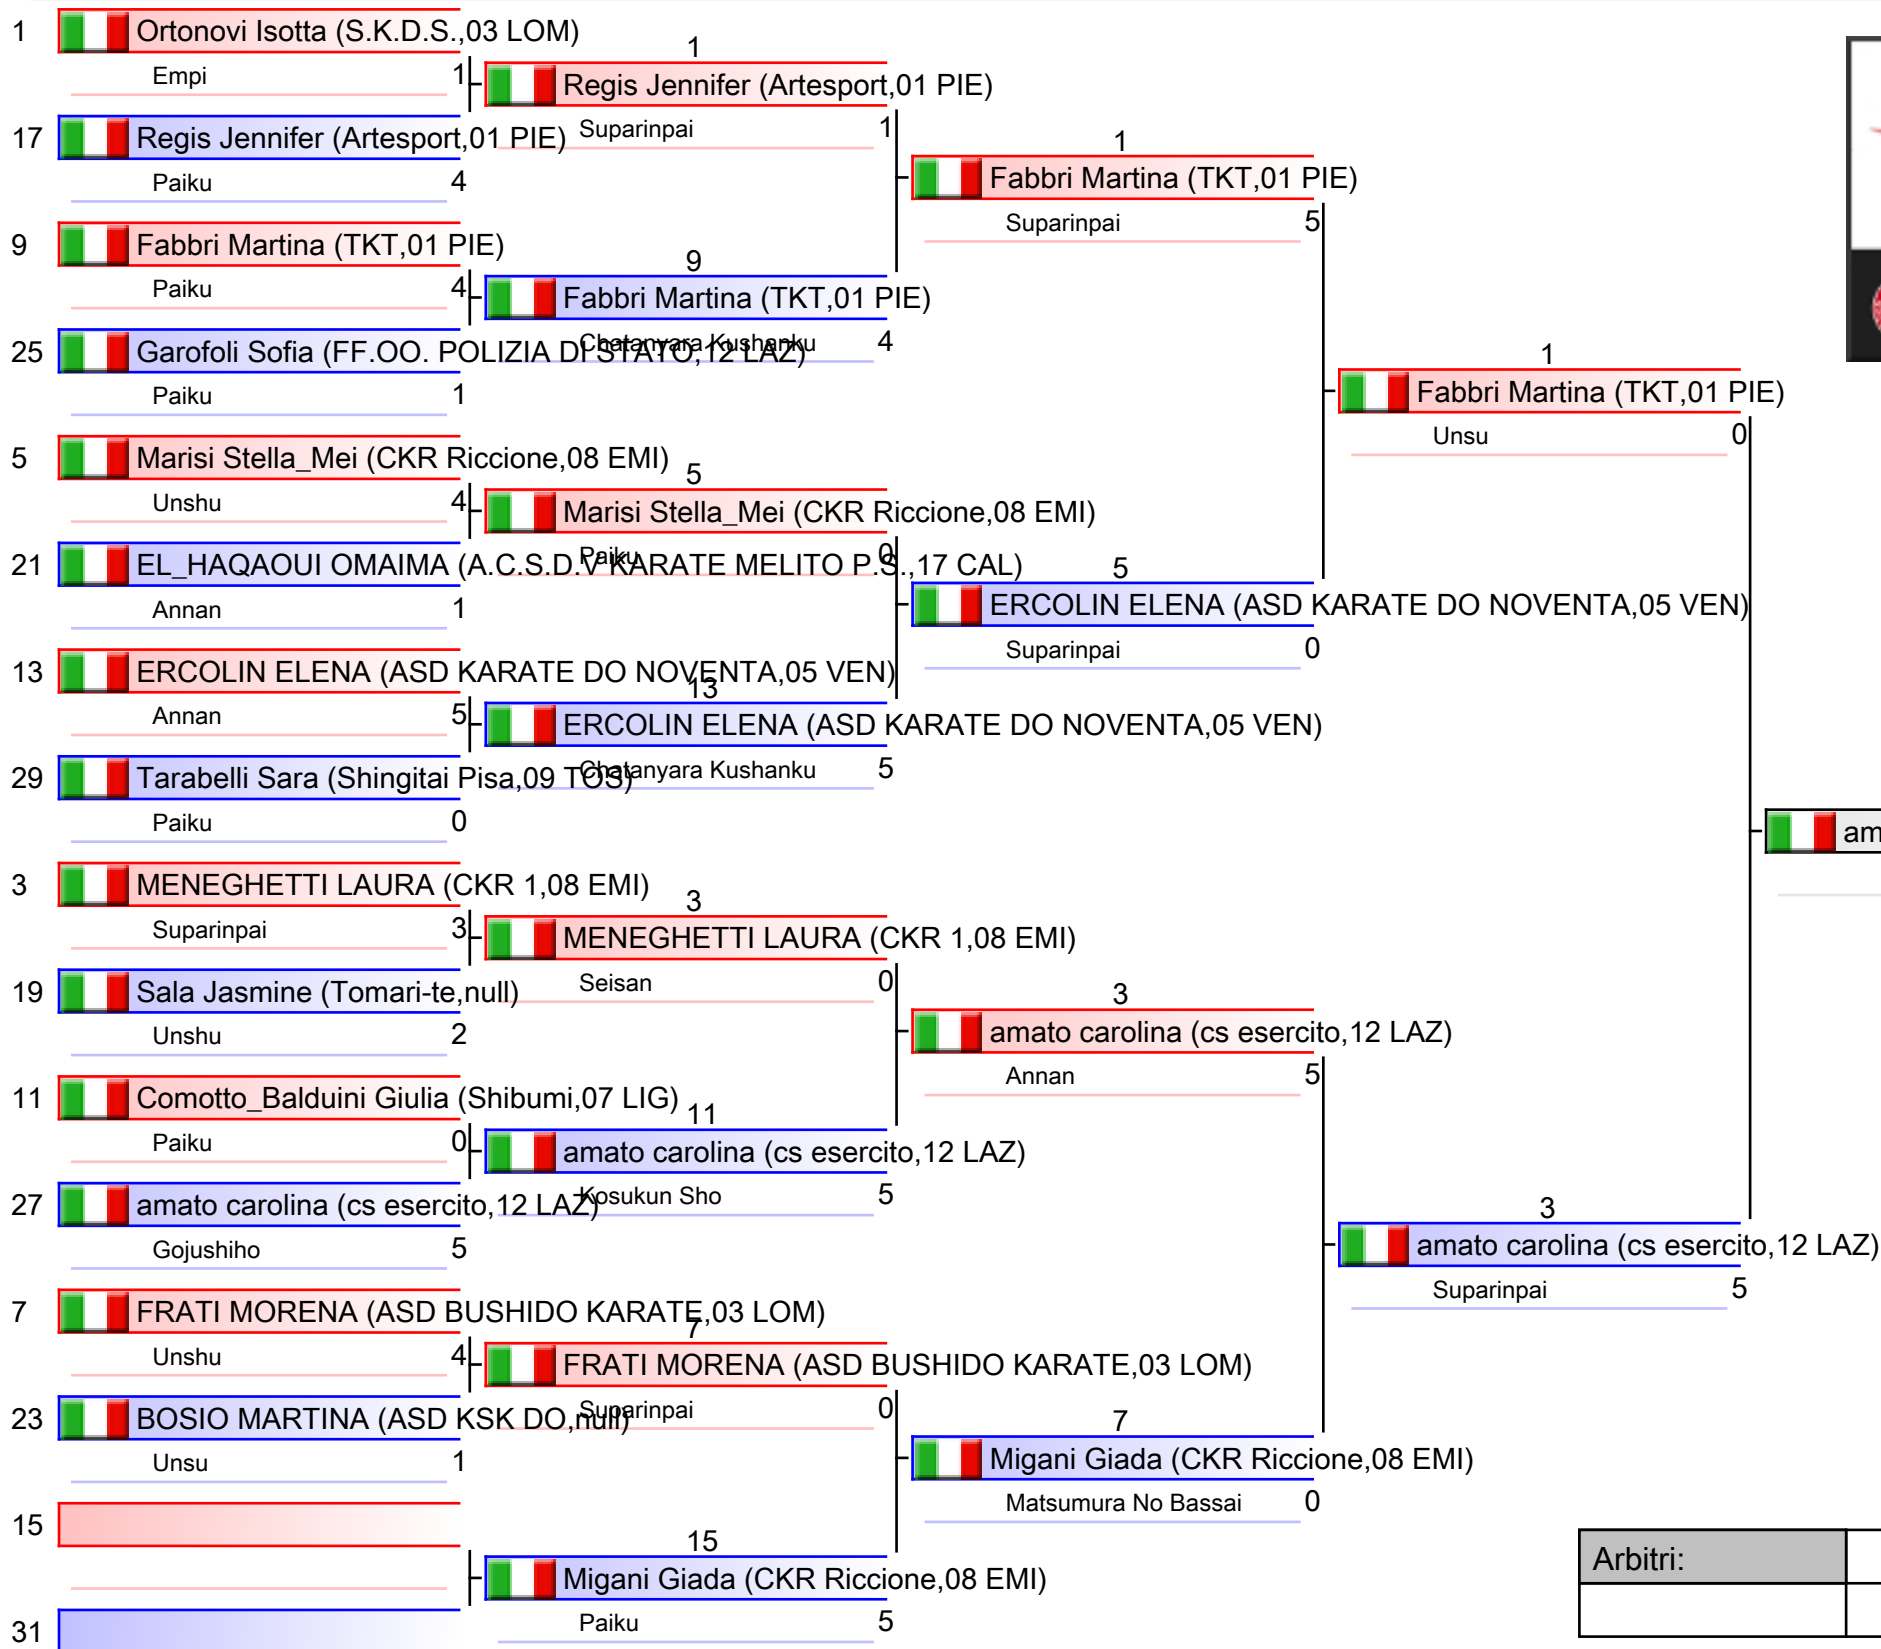 1 Ortonovi Isotta (S.K.D.S.,03 LOM)
Empi 1
17 Regis Jennifer (Artesport,01 PIE)
Paiku 4
9 Fabbri Martina (TKT,01 PIE)
Paiku 4
25 Garofoli Sofia (FF.OO. POLIZIA DI STATO,12 LAZ)
Paiku 1
5 Marisi Stella_Mei (CKR Riccione,08 EMI)
Unshu 4
21 EL_HAQAOUI OMAIMA (A.C.S.D.V KARATE MELITO P.S.,17 CAL)
Annan 1
13 ERCOLIN ELENA (ASD KARATE DO NOVENTA,05 VEN)
Annan 5
29 Tarabelli Sara (Shingitai Pisa,09 TOS)
Paiku 0
3 MENEGHETTI LAURA (CKR 1,08 EMI)
Suparinpai 3
19 Sala Jasmine (Tomari-te,null)
Unshu 2
11 Comotto_Balduini Giulia (Shibumi,07 LIG)
Paiku 0
27 amato carolina (cs esercito,12 LAZ)
Gojushiho 5
7 FRATI MORENA (ASD BUSHIDO KARATE,03 LOM)
Unshu 4
23 BOSIO MARTINA (ASD KSK DO,null)
Unsu 1
15
31
1
Regis Jennifer (Artesport,01 PIE)
Suparinpai 1
9
Fabbri Martina (TKT,01 PIE)
Chatanyara Kushanku 4
5
Marisi Stella_Mei (CKR Riccione,08 EMI)
Paiku 0
13
ERCOLIN ELENA (ASD KARATE DO NOVENTA,05 VEN)
Chatanyara Kushanku 5
3
MENEGHETTI LAURA (CKR 1,08 EMI)
Seisan 0
11
amato carolina (cs esercito,12 LAZ)
Kosukun Sho 5
7
FRATI MORENA (ASD BUSHIDO KARATE,03 LOM)
Suparinpai 0
15
Migani Giada (CKR Riccione,08 EMI)
Paiku 5
1
Fabbri Martina (TKT,01 PIE)
Suparinpai 5
5
ERCOLIN ELENA (ASD KARATE DO NOVENTA,05 VEN)
Suparinpai 0
3
amato carolina (cs esercito,12 LAZ)
Annan 5
7
Migani Giada (CKR Riccione,08 EMI)
Matsumura No Bassai 0
1
Fabbri Martina (TKT,01 PIE)
Unsu 0
3
amato carolina (cs esercito,12 LAZ)
Suparinpai 5
am
Arbitri: